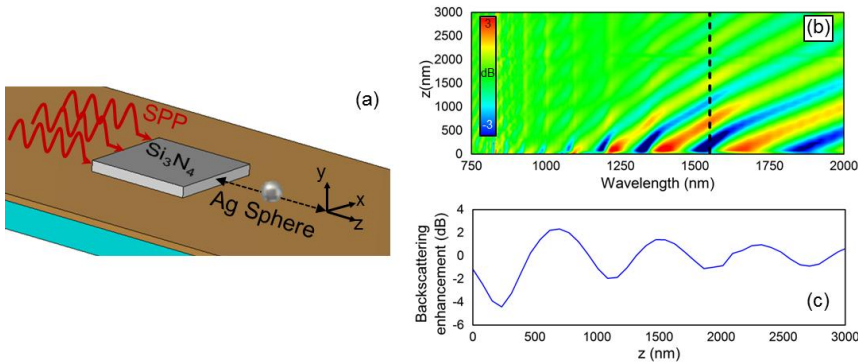 (a)
SPP
Si3N4
Ag Sphere
y
x
z
(b)
z(nm)
3000
2500
2000
1500
1000
500
0
3
dB
-3
750 1000 1250 1500 1750 2000
Wavelength (nm)
Backscattering
enhancement (dB)
4
2
0
-2
-4
-6
(c)
0 500 1000 1500 2000 2500 3000
z (nm)